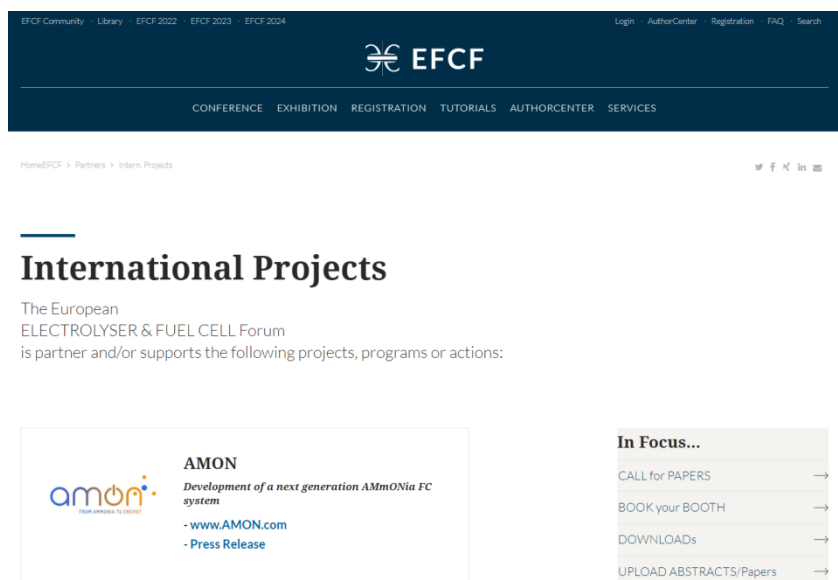 EFCF Community · Library · EFCF 2022 · EFCF 2023 · EFCF 2024
Login · AuthorCenter · Registration · FAQ · Search
EFCF
CONFERENCE EXHIBITION REGISTRATION TUTORIALS AUTHORCENTER SERVICES
HomeEFCF > Partners > Intern. Projects
International Projects
The European
ELECTROLYSER & FUEL CELL Forum
is partner and/or supports the following projects, programs or actions:
amon
FROM AMMONIA TO ENERGY
AMON
Development of a next generation AMmONia FC
system
- www.AMON.com
- Press Release
In Focus...
CALL for PAPERS
BOOK your BOOTH
DOWNLOADs
UPLOAD ABSTRACTS/Papers